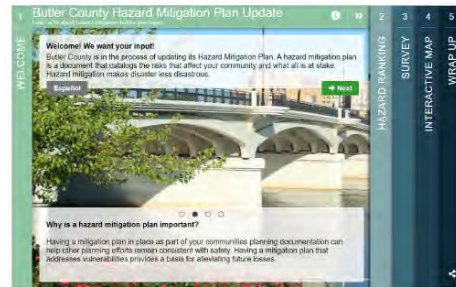 1
Butler County Hazard Mitigation Plan Update
WELCOME
Welcome! We want your input!
Butler County is in the process of updating its Hazard Mitigation Plan. A hazard mitigation plan
is a document that catalogs the risks that affect your community and what all is at stake.
Hazard mitigation makes disaster less disastrous.
Español
Next
Why is a hazard mitigation plan important?
Having a mitigation plan in place as part of your communities planning documentation can
help other planning efforts remain consistent with safety. Having a mitigation plan that
addresses vulnerabilities provides a basis for alleviating future losses.
2
HAZARD RANKING
3
SURVEY
4
INTERACTIVE MAP
5
WRAP UP